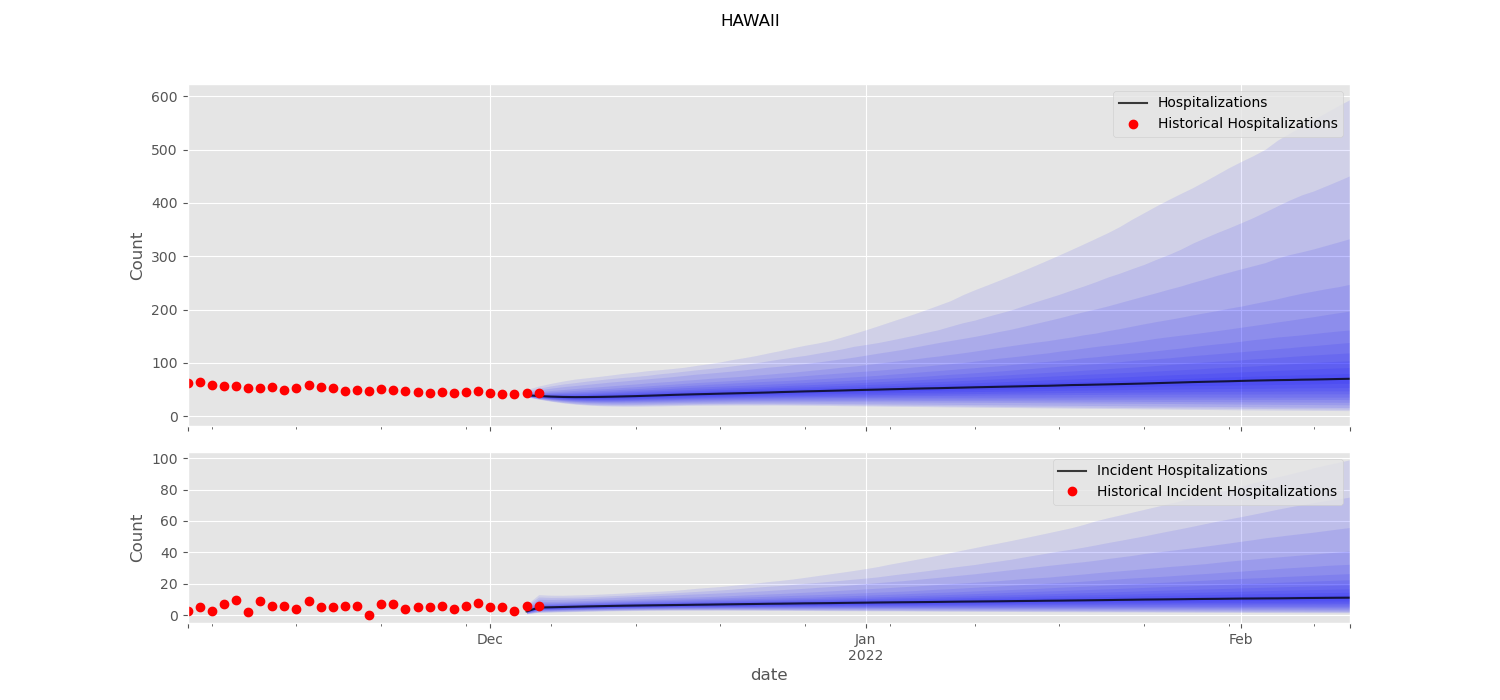 HAWAII
600
500
400
300
200
100
0
Count
Hospitalizations
Historical Hospitalizations
100
80
60
40
20
0
Count
Incident Hospitalizations
Historical Incident Hospitalizations
Dec
Jan
2022
Feb
date